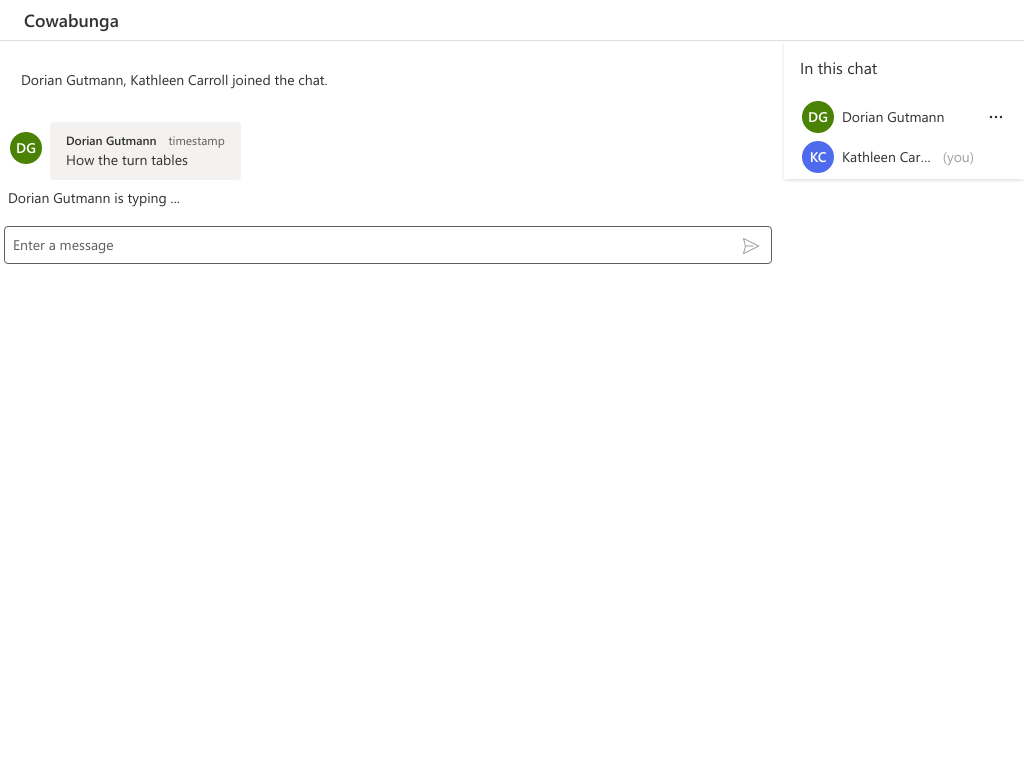 Cowabunga
Dorian Gutmann, Kathleen Carroll joined the chat.
DG
Dorian Gutmann timestamp
How the turn tables
Dorian Gutmann is typing ...
Enter a message
In this chat
DG Dorian Gutmann ...
KC Kathleen Car... (you)